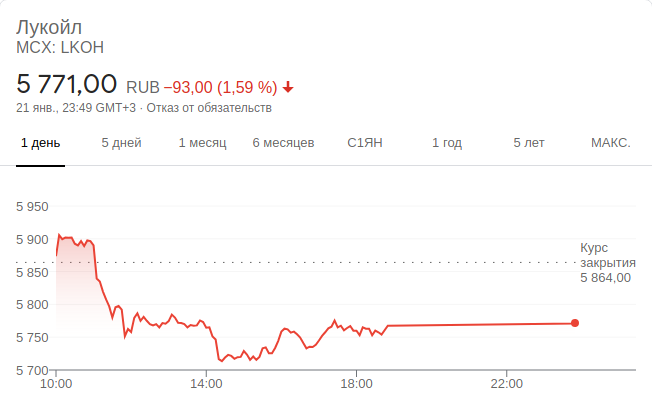 Лукойл
MCX: LKOH
5 771,00 RUB −93,00 (1,59 %)
21 янв., 23:49 GMT+3 · Отказ от обязательств
1 день 5 дней 1 месяц 6 месяцев С1ЯН 1 год 5 лет МАКС.
5 950
5 900
Курс
закрытия
5 864,00
5 850
5 800
5 750
5 700
10:00 14:00 18:00 22:00